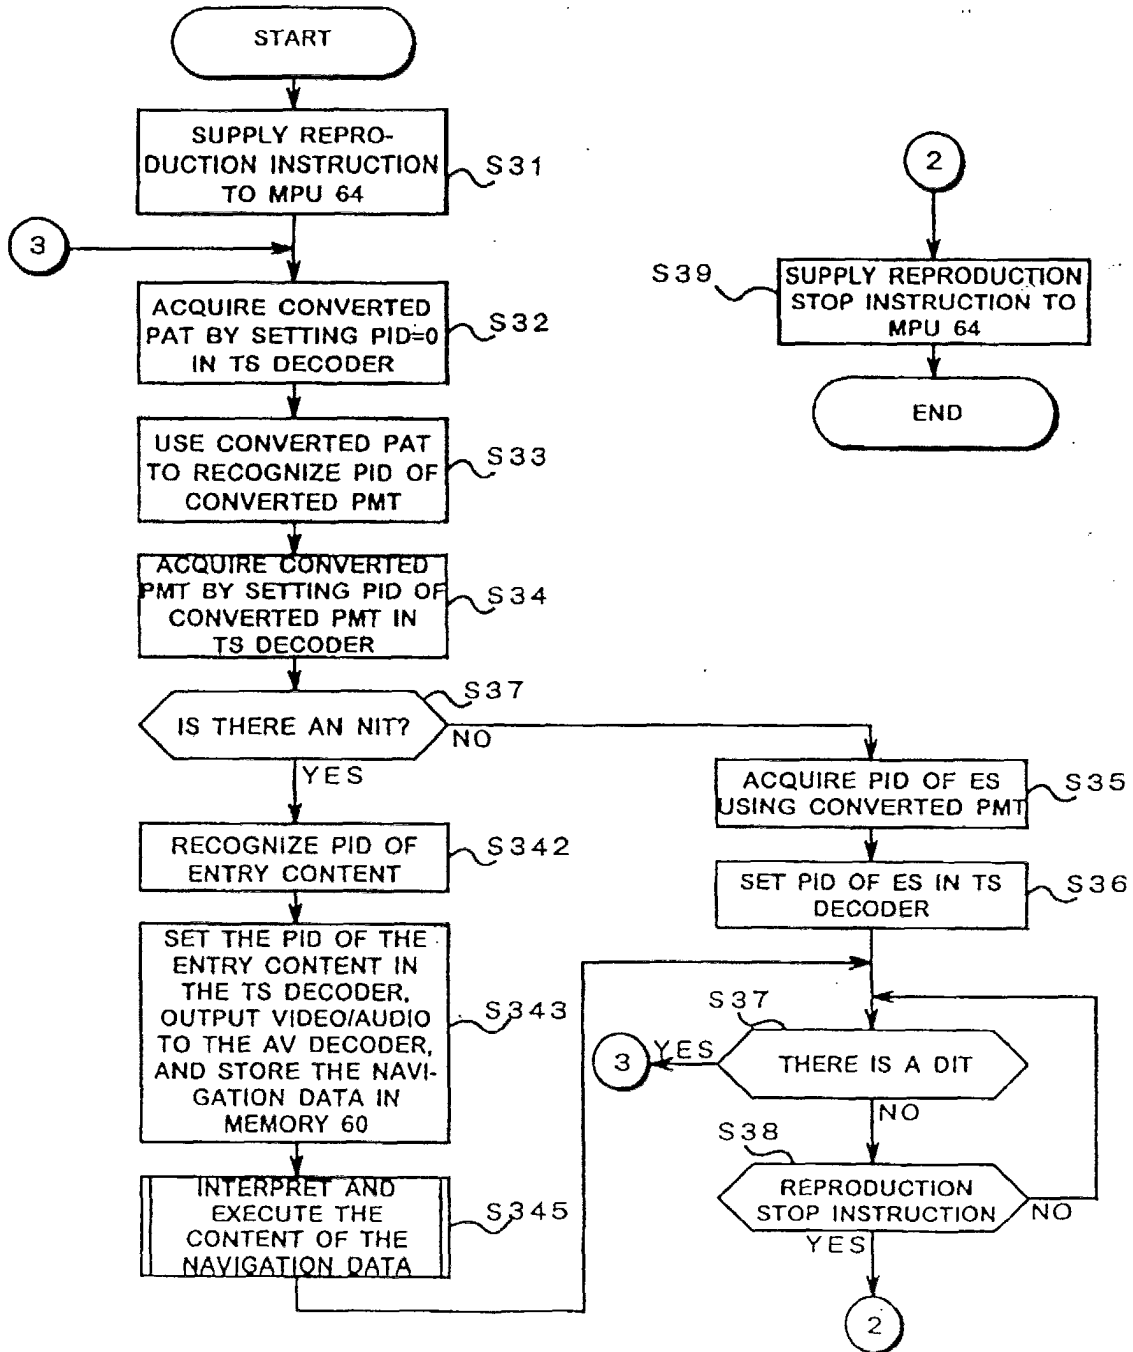 START
SUPPLY REPRO-
DUCTION INSTRUCTION
TO MPU 64
S31
3
ACQUIRE CONVERTED
PAT BY SETTING PID=0
IN TS DECODER
S32
USE CONVERTED PAT
TO RECOGNIZE PID OF
CONVERTED PMT
S33
ACQUIRE CONVERTED
PMT BY SETTING PID OF
CONVERTED PMT IN
TS DECODER
S34
S37
IS THERE AN NIT?
NO
YES
RECOGNIZE PID OF
ENTRY CONTENT
S342
SET THE PID OF THE
ENTRY CONTENT IN
THE TS DECODER,
OUTPUT VIDEO/AUDIO
TO THE AV DECODER,
AND STORE THE NAVI-
GATION DATA IN
MEMORY 60
S343
INTERPRET AND
EXECUTE THE
CONTENT OF THE
NAVIGATION DATA
S345
2
S39
SUPPLY REPRODUCTION
STOP INSTRUCTION TO
MPU 64
END
ACQUIRE PID OF ES
USING CONVERTED PMT
S35
SET PID OF ES IN TS
DECODER
S36
S37
THERE IS A DIT
YES
3
NO
S38
REPRODUCTION
STOP INSTRUCTION
NO
YES
2